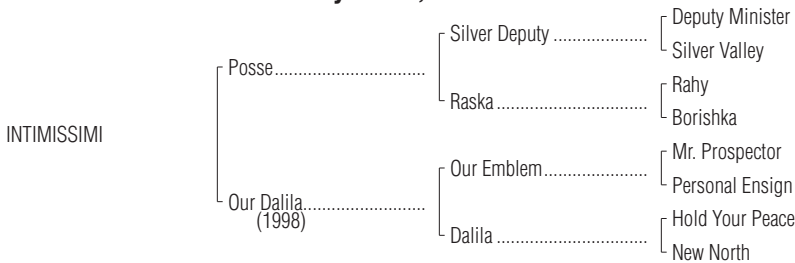 Deputy Minister
Silver Deputy ....................
Silver Valley
Posse................................
Rahy
Raska ................................
Borishka
INTIMISSIMI
Mr. Prospector
Our Emblem......................
Personal Ensign
Our Dalila..........................
(1998)
Hold Your Peace
Dalila ................................
New North